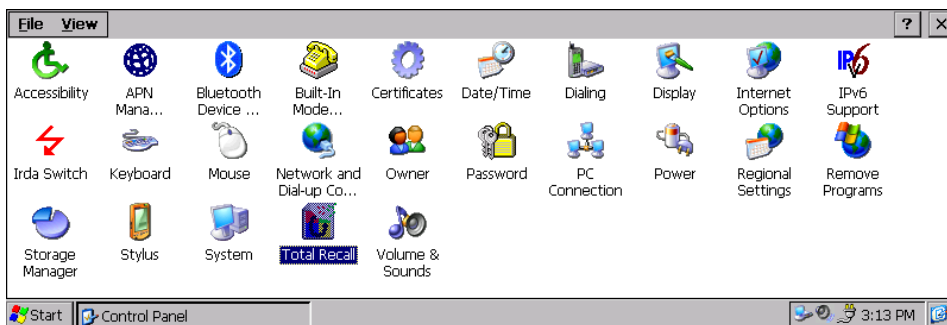 File View ? ×
Accessibility APN Mana... Bluetooth Device ... Built-In Mode... Certificates Date/Time Dialing Display Internet Options IPv6 Support
Irda Switch Keyboard Mouse Network and Dial-up Co... Owner Password PC Connection Power Regional Settings Remove Programs
Storage Manager Stylus System Total Recall Volume & Sounds
Start Control Panel 3:13 PM